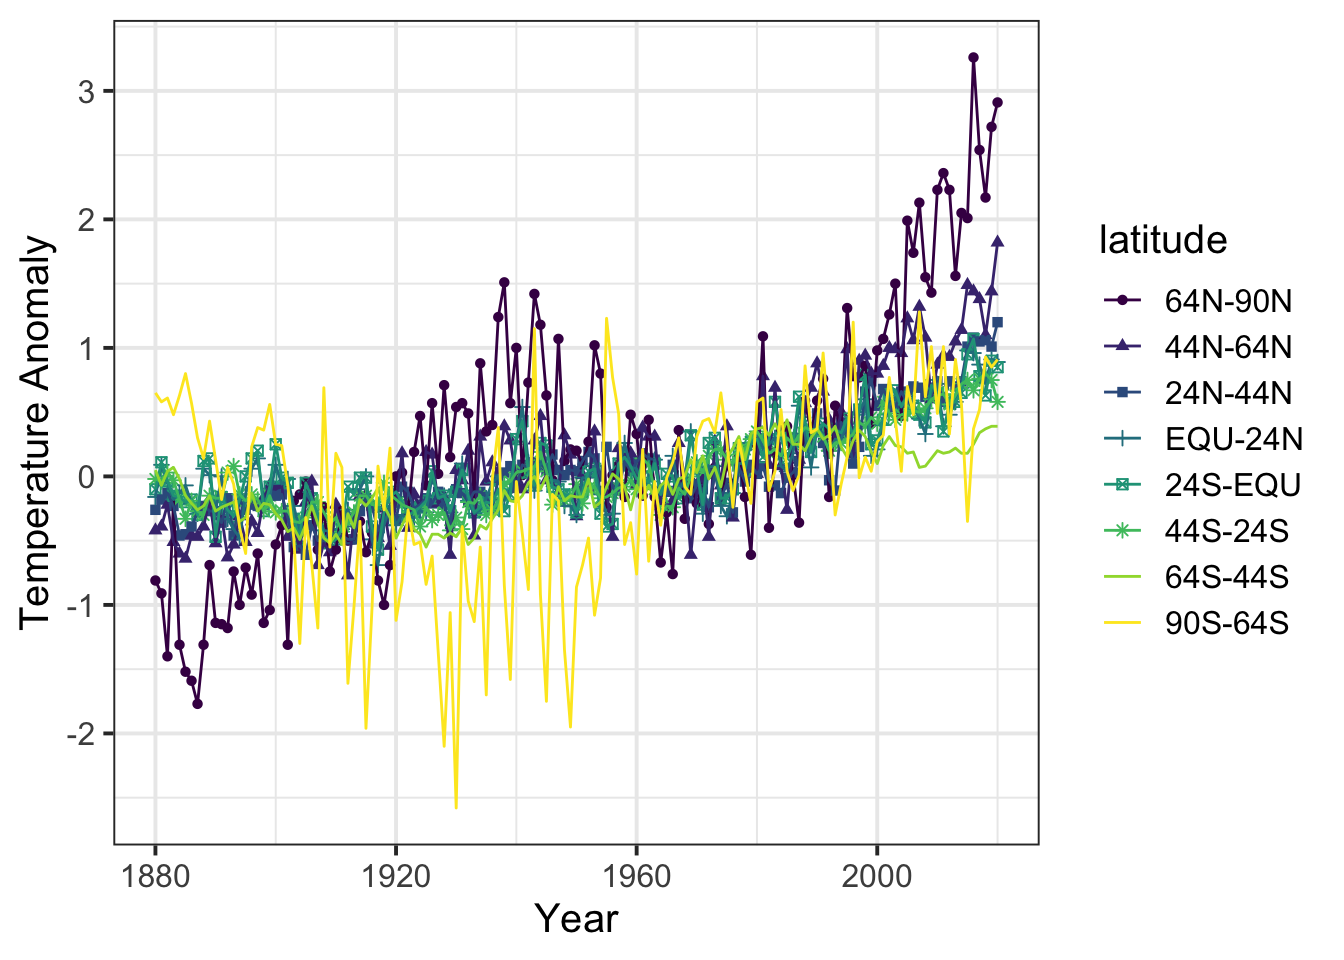 Temperature Anomaly
3
2
1
0
-1
-2
1880 1920 1960 2000
Year
latitude
64N-90N
44N-64N
24N-44N
EQU-24N
24S-EQU
44S-24S
64S-44S
90S-64S